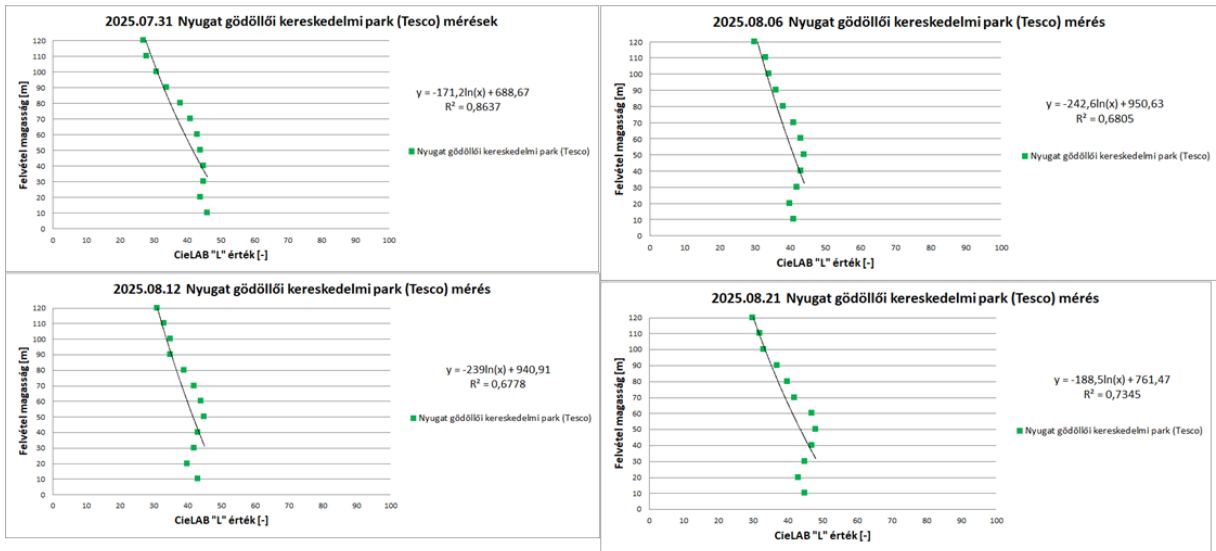 2025.07.31 Nyugat gödöllői kereskedelmi park (Tesco) mérések
Felvétel magasság [m]
120
110
100
90
80
70
60
50
40
30
20
10
0
0 10 20 30 40 50 60 70 80 90 100
CieLAB "L" érték [-]
y = -171,2ln(x) + 688,67
R² = 0,8637
Nyugat gödöllői kereskedelmi park (Tesco)
2025.08.06 Nyugat gödöllői kereskedelmi park (Tesco) mérés
Felvétel magasság [m]
120
110
100
90
80
70
60
50
40
30
20
10
0
0 10 20 30 40 50 60 70 80 90 100
CieLAB "L" érték [-]
y = -242,6ln(x) + 950,63
R² = 0,6805
Nyugat gödöllői kereskedelmi park (Tesco)
2025.08.12 Nyugat gödöllői kereskedelmi park (Tesco) mérés
Felvétel magasság [m]
120
110
100
90
80
70
60
50
40
30
20
10
0
0 10 20 30 40 50 60 70 80 90 100
CieLAB "L" érték [-]
y = -239ln(x) + 940,91
R² = 0,6778
Nyugat gödöllői kereskedelmi park (Tesco)
2025.08.21 Nyugat gödöllői kereskedelmi park (Tesco) mérés
Felvétel magasság [m]
120
110
100
90
80
70
60
50
40
30
20
10
0
0 10 20 30 40 50 60 70 80 90 100
CieLAB "L" érték [-]
y = -188,5ln(x) + 761,47
R² = 0,7345
Nyugat gödöllői kereskedelmi park (Tesco)